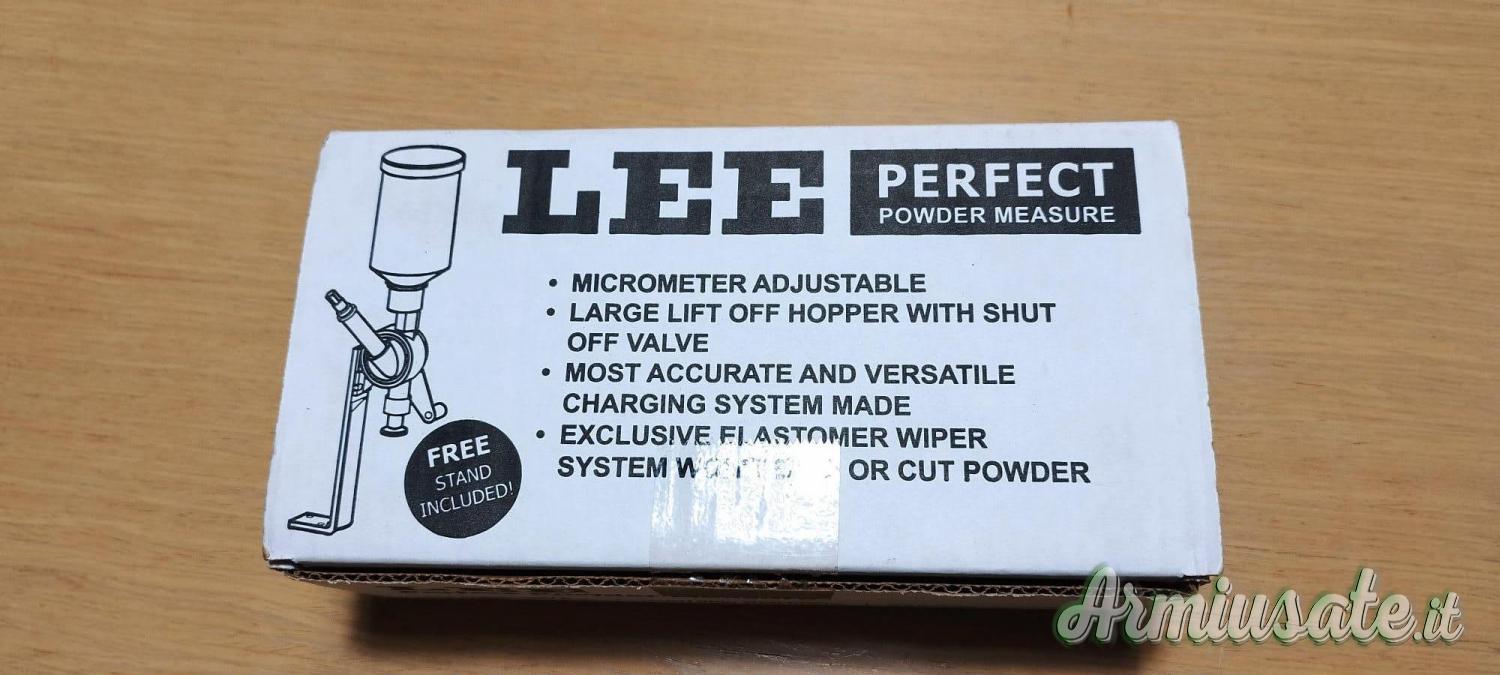 LEE
PERFECT
POWDER MEASURE
• MICROMETER ADJUSTABLE
• LARGE LIFT OFF HOPPER WITH SHUT
OFF VALVE
• MOST ACCURATE AND VERSATILE
CHARGING SYSTEM MADE
• EXCLUSIVE ELASTOMER WIPER
SYSTEM OR CUT POWDER
FREE
STAND
INCLUDED!
Armiusate.it